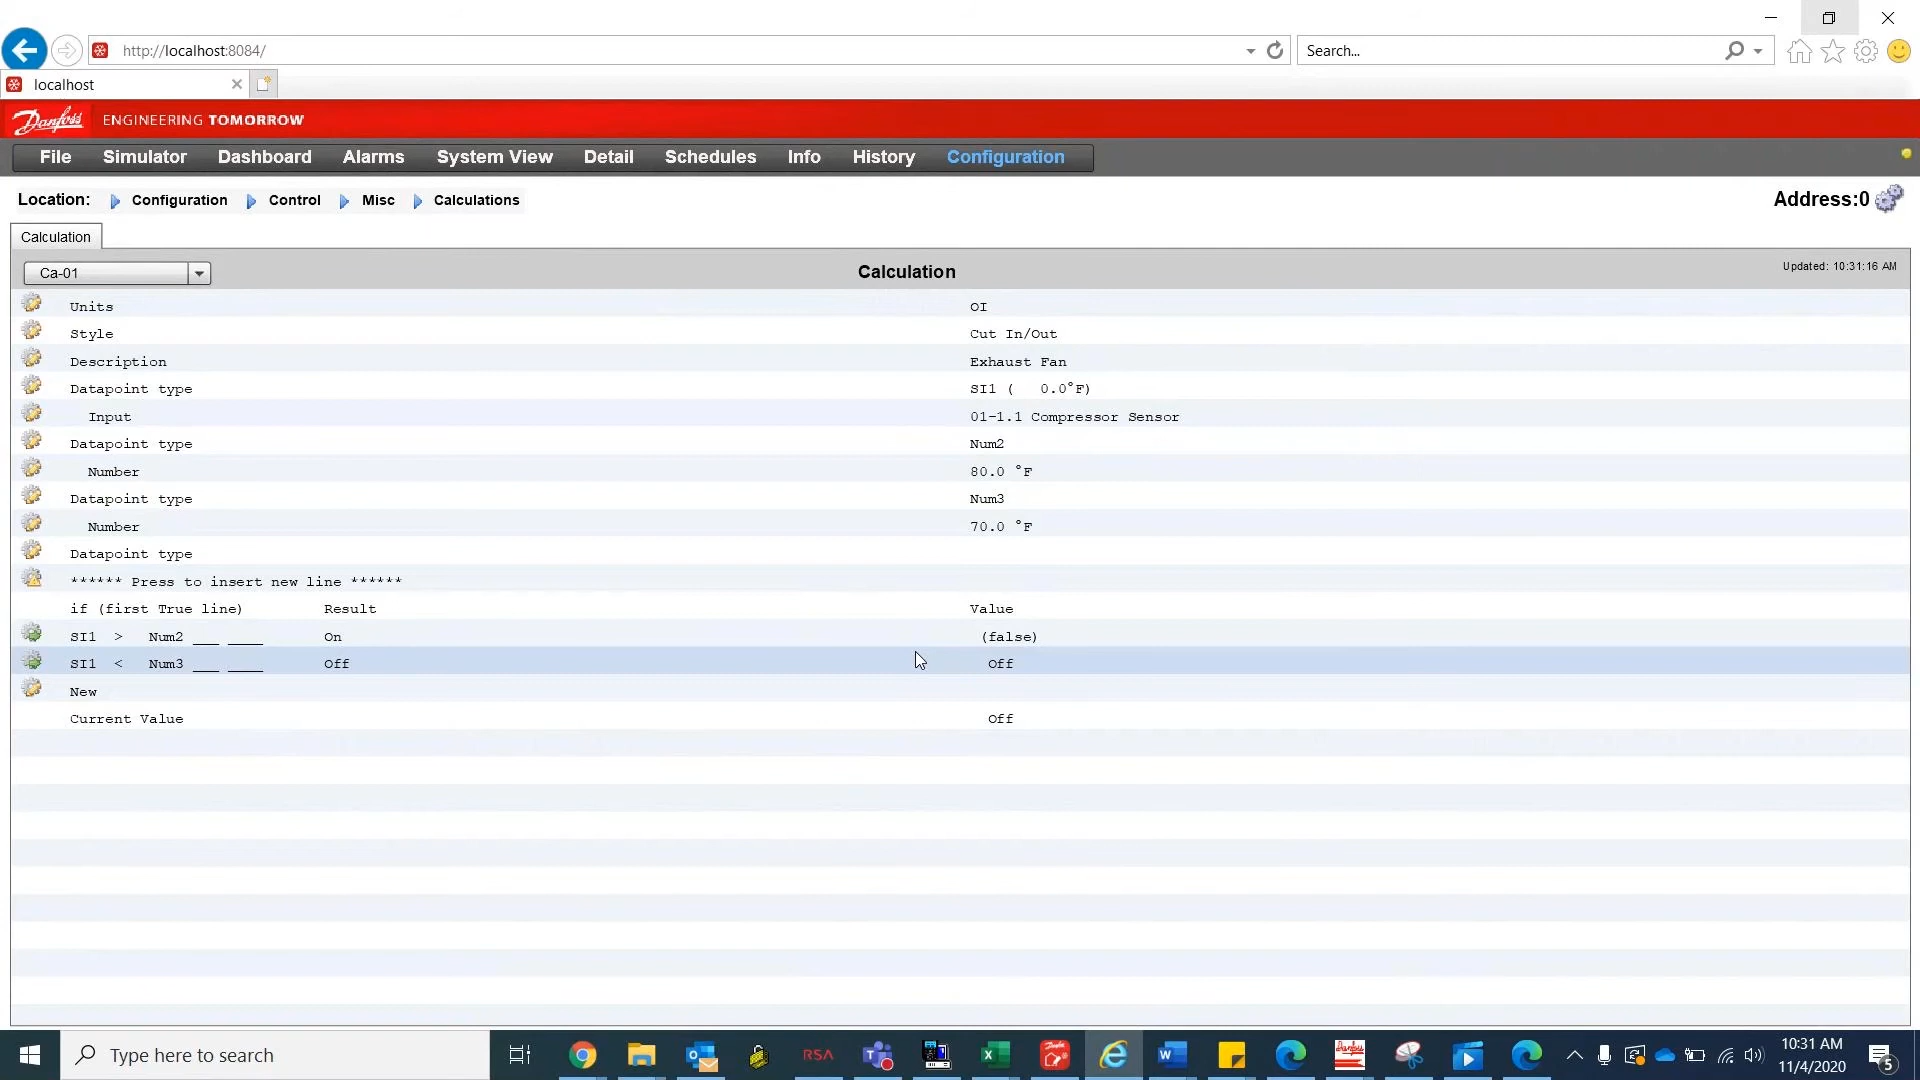 http://localhost:8084/
Search...
localhost
Danfoss ENGINEERING TOMORROW
File Simulator Dashboard Alarms System View Detail Schedules Info History Configuration
Location: Configuration Control Misc Calculations Address:0
Calculation
Ca-01 Calculation Updated: 10:31:16 AM
Units OI
Style Cut In/Out
Description Exhaust Fan
Datapoint type SI1 ( 0.0°F)
Input 01-1.1 Compressor Sensor
Datapoint type Num2
Number 80.0 °F
Datapoint type Num3
Number 70.0 °F
Datapoint type
****** Press to insert new line ******
if (first True line) Result Value
SI1 > Num2 ___ ____ On (false)
SI1 < Num3 ___ ____ Off Off
New
Current Value Off
Type here to search RSA 10:31 AM
11/4/2020 5